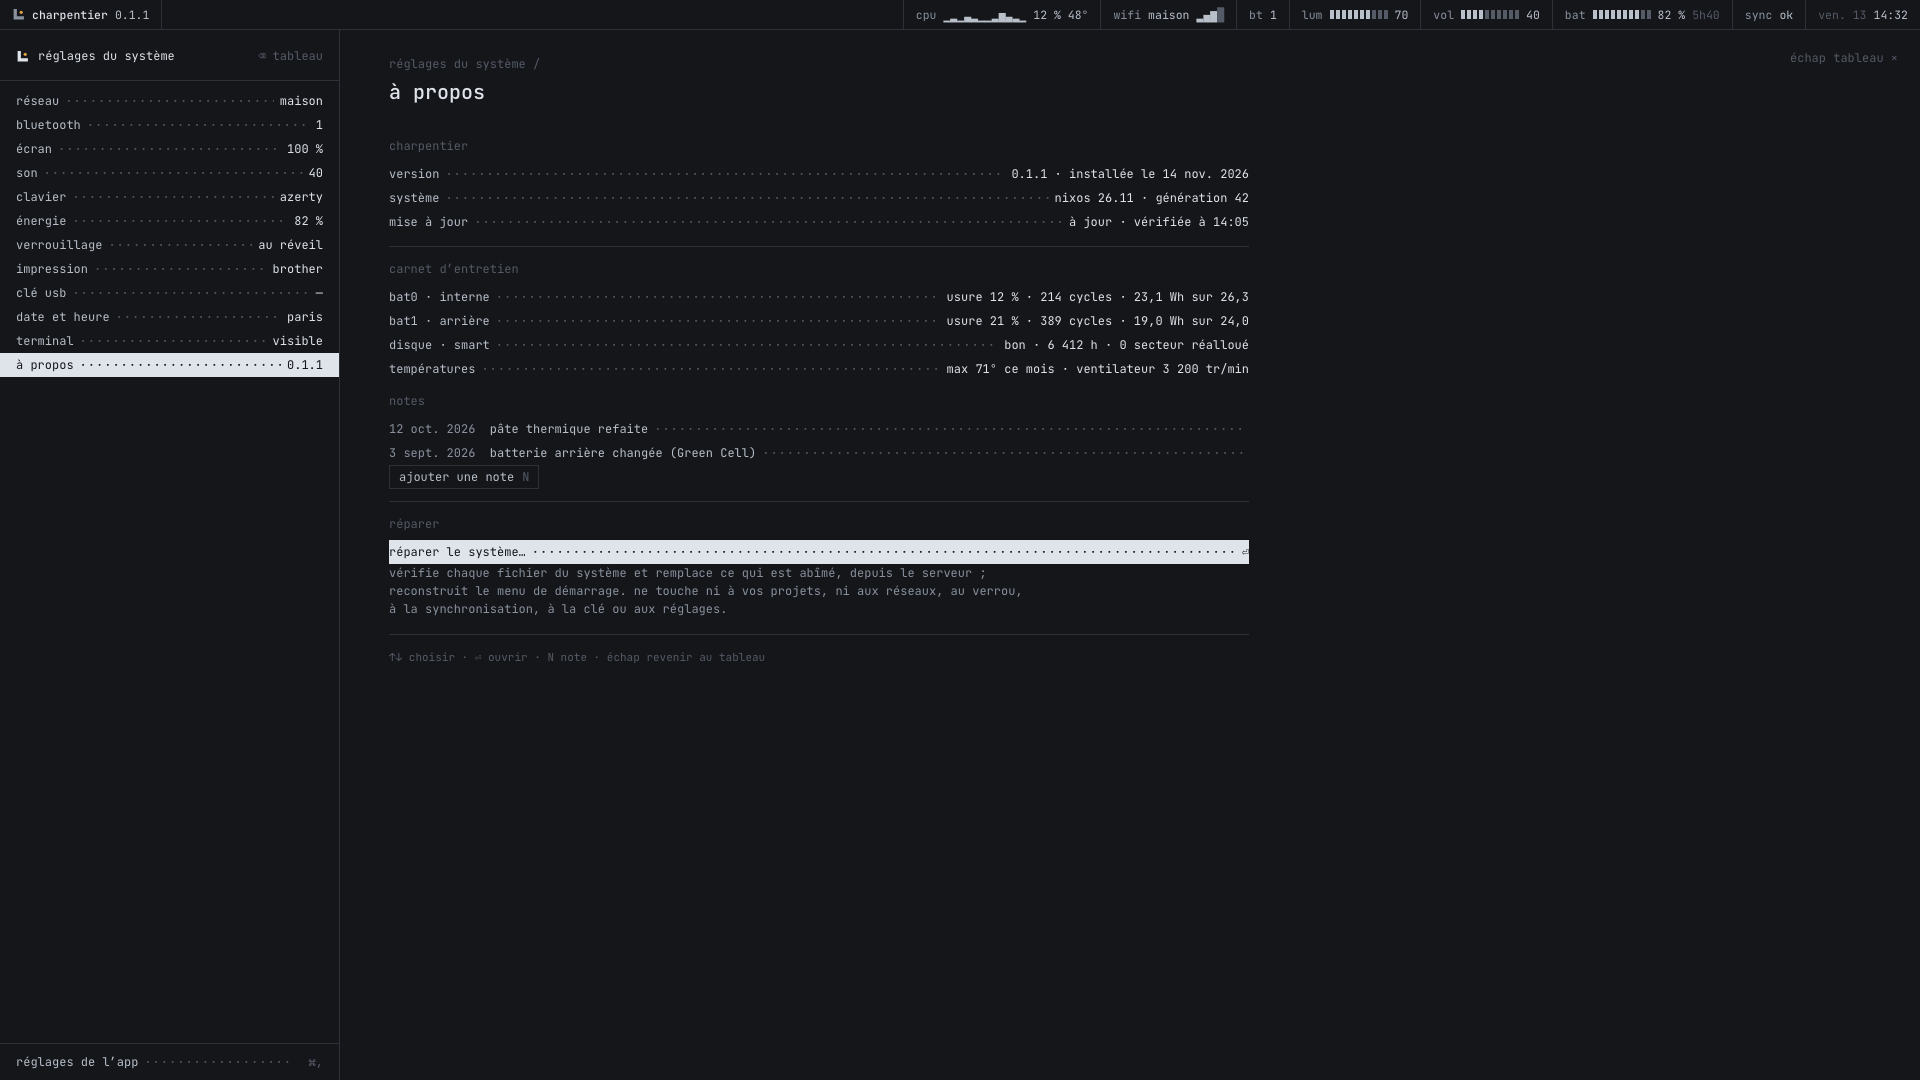 charpentier 0.1.1
cpu 12 % 48°
wifi maison
bt 1
lum 70
vol 40
bat 82 % 5h40
sync ok
ven. 13 14:32
réglages du système ⌫ tableau
réseau maison
bluetooth 1
écran 100 %
son 40
clavier azerty
énergie 82 %
verrouillage au réveil
impression brother
clé usb —
date et heure paris
terminal visible
à propos 0.1.1
réglages de l’app ⌘,
réglages du système /
échap tableau ×
à propos
charpentier
version 0.1.1 · installée le 14 nov. 2026
système nixos 26.11 · génération 42
mise à jour à jour · vérifiée à 14:05
carnet d’entretien
bat0 · interne usure 12 % · 214 cycles · 23,1 Wh sur 26,3
bat1 · arrière usure 21 % · 389 cycles · 19,0 Wh sur 24,0
disque · smart bon · 6 412 h · 0 secteur réalloué
températures max 71° ce mois · ventilateur 3 200 tr/min
notes
12 oct. 2026 pâte thermique refaite
3 sept. 2026 batterie arrière changée (Green Cell)
ajouter une note N
réparer
réparer le système… ⏎
vérifie chaque fichier du système et remplace ce qui est abîmé, depuis le serveur ;
reconstruit le menu de démarrage. ne touche ni à vos projets, ni aux réseaux, au verrou,
à la synchronisation, à la clé ou aux réglages.
↑↓ choisir · ⏎ ouvrir · N note · échap revenir au tableau